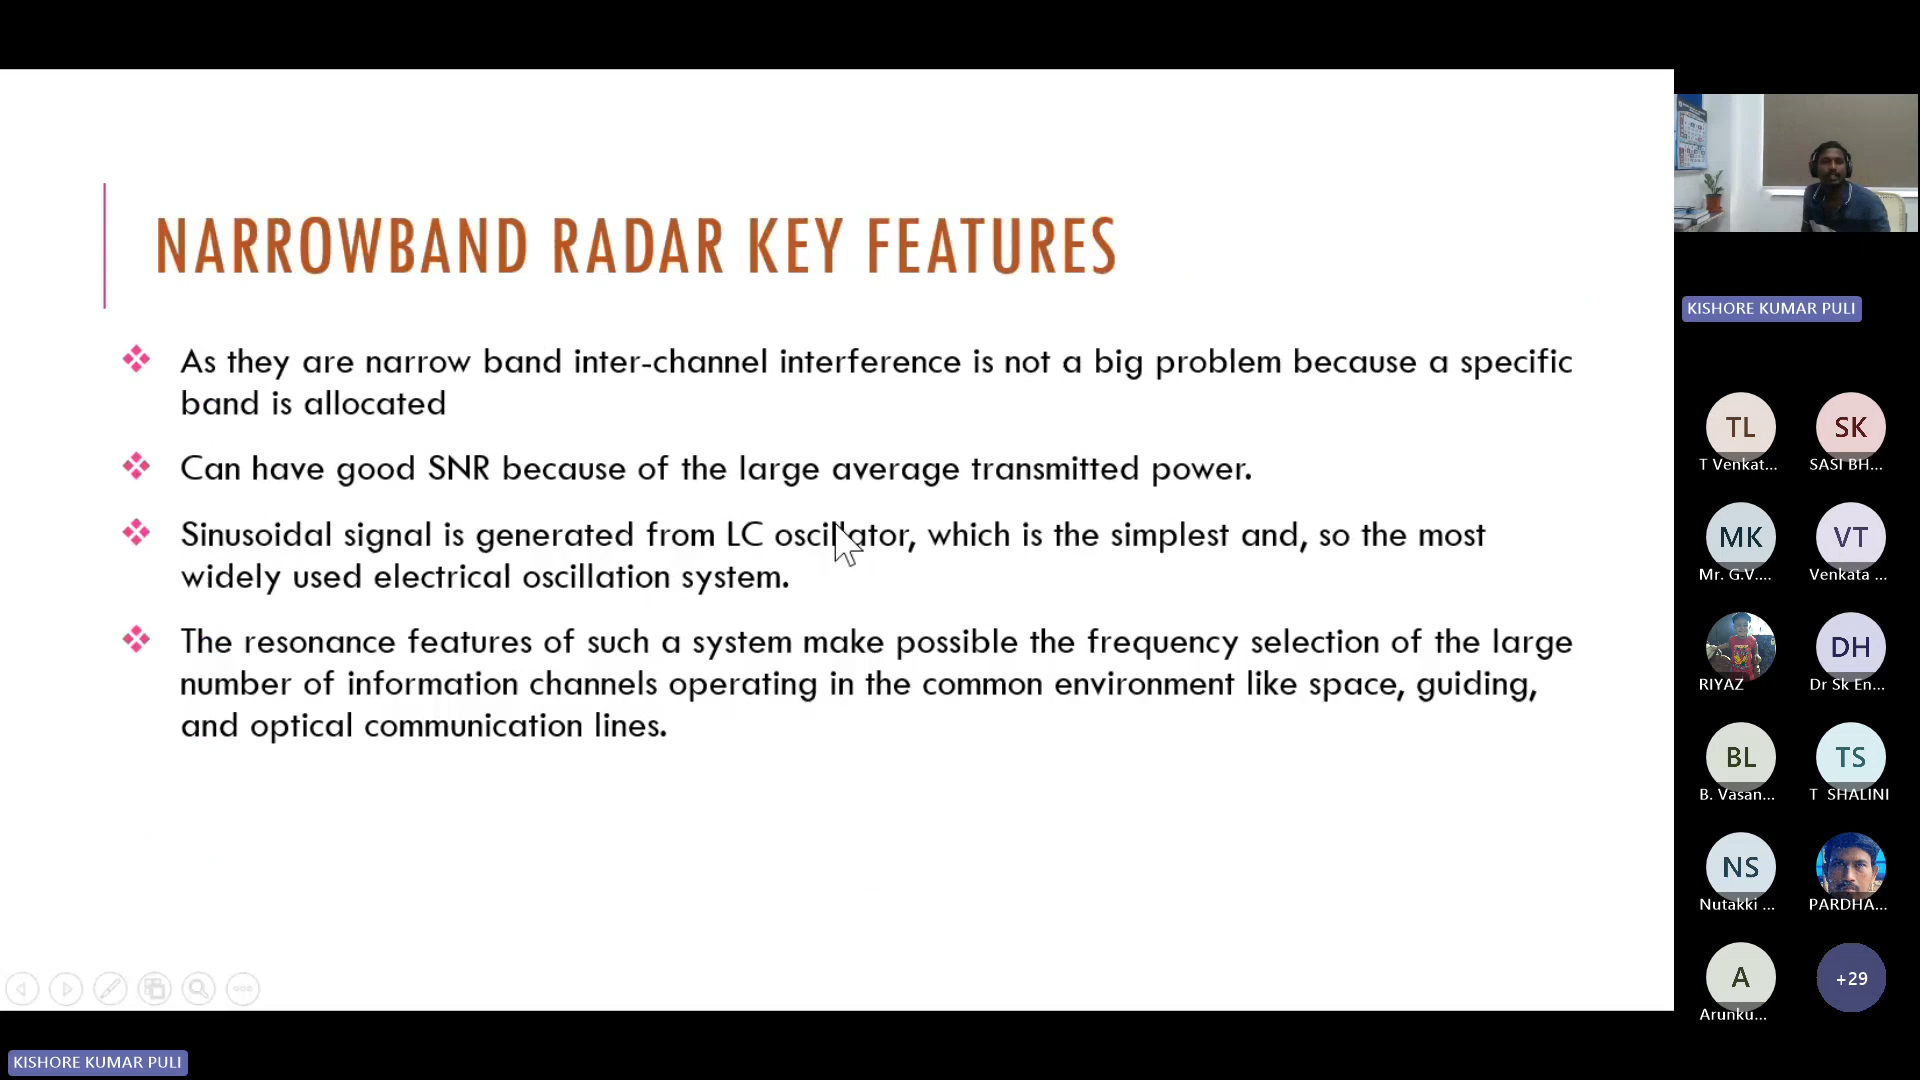 NARROWBAND RADAR KEY FEATURES
As they are narrow band inter-channel interference is not a big problem because a specific
band is allocated
Can have good SNR because of the large average transmitted power.
Sinusoidal signal is generated from LC oscillator, which is the simplest and, so the most
widely used electrical oscillation system.
The resonance features of such a system make possible the frequency selection of the large
number of information channels operating in the common environment like space, guiding,
and optical communication lines.
KISHORE KUMAR PULI
KISHORE KUMAR PULI
TL
SK
T Venkat...
SASI BH...
MK
VT
Mr. G.V....
Venkata ...
DH
RIYAZ
Dr Sk En...
BL
TS
B. Vasan...
T SHALINI
NS
Nutakki ...
PARDHA...
A
+29
Arunku...